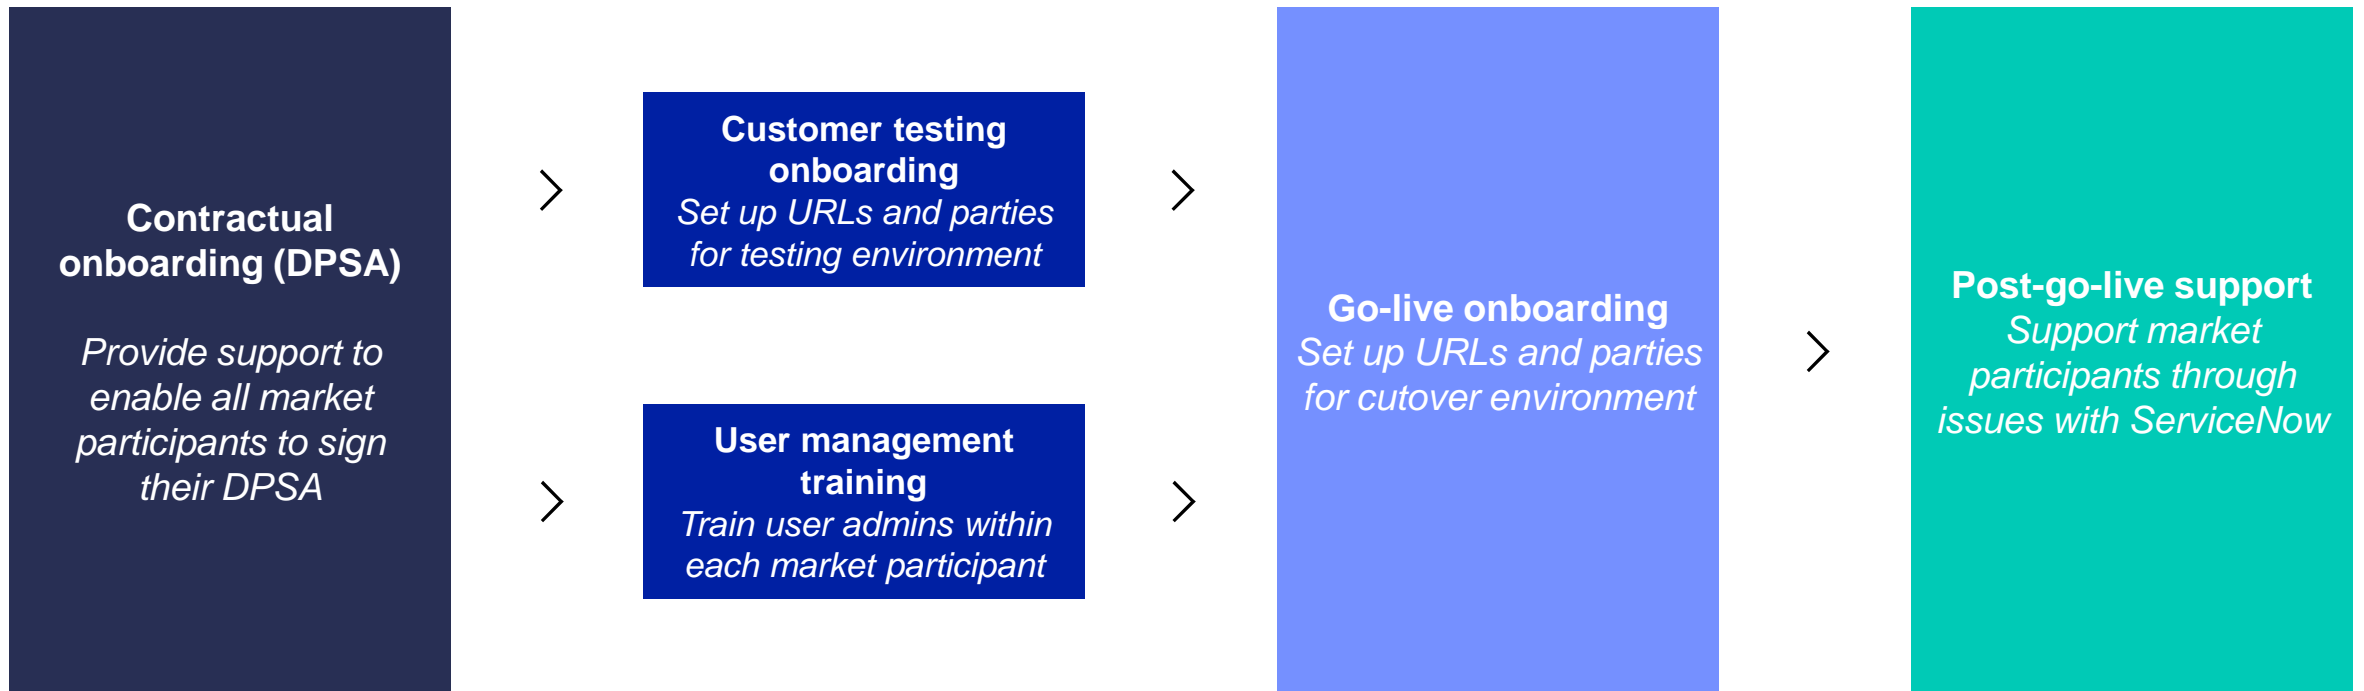 Contractual
onboarding (DPSA)
Provide support to
enable all market
participants to sign
their DPSA
Customer testing
onboarding
Set up URLs and parties
for testing environment
User management
training
Train user admins within
each market participant
Go-live onboarding
Set up URLs and parties
for cutover environment
Post-go-live support
Support market
participants through
issues with ServiceNow